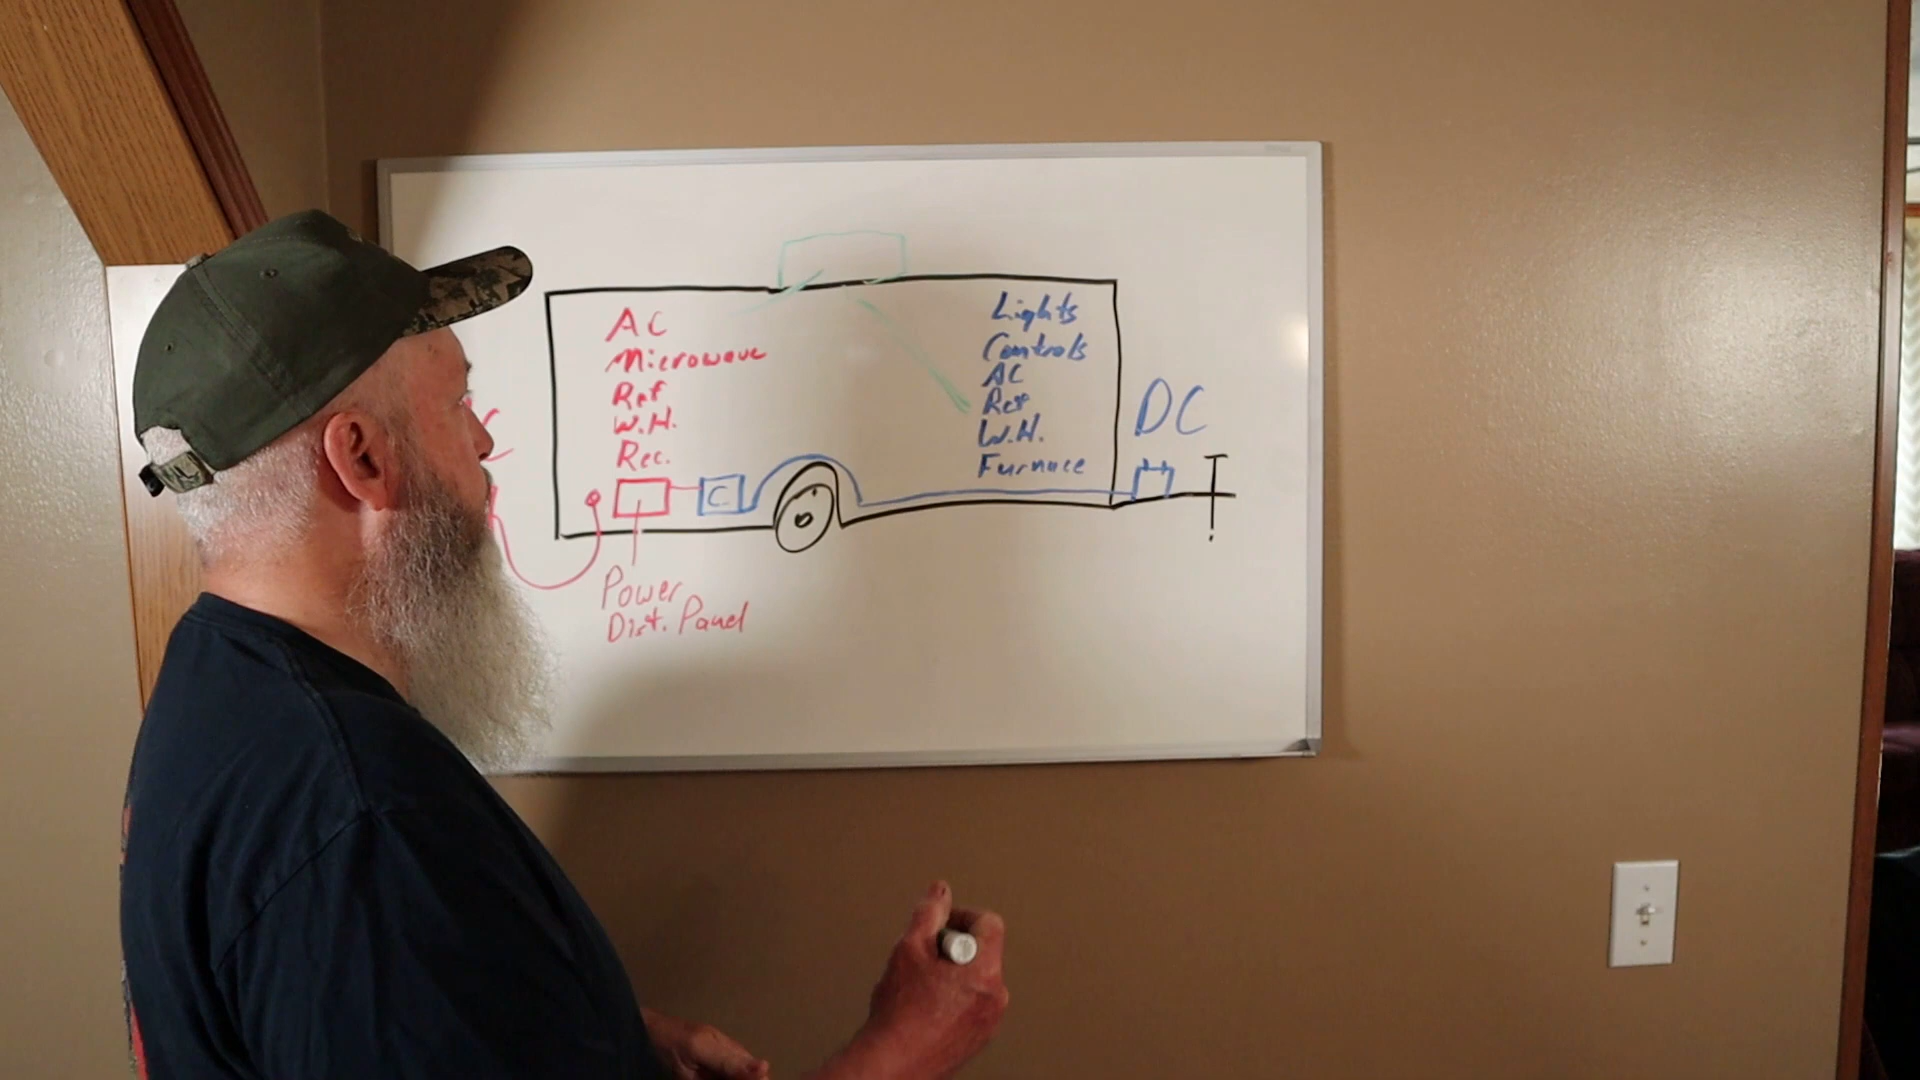 AC
Microwave
Ref
W.H.
Rec.
C
Power
Dist. Panel
Lights
Controls
AC
Ref
W.H.
Furnace
DC